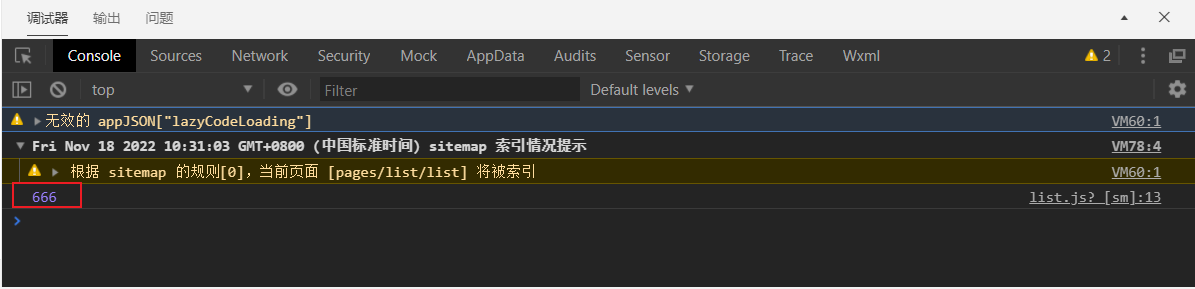 调试器 输出 问题
Console Sources Network Security Mock AppData Audits Sensor Storage Trace Wxml 2
top Filter Default levels
无效的 appJSON["lazyCodeLoading"] VM60:1
Fri Nov 18 2022 10:31:03 GMT+0800 (中国标准时间) sitemap 索引情况提示 VM78:4
根据 sitemap 的规则[0]，当前页面 [pages/list/list] 将被索引 VM60:1
666 list.js? [sm]:13